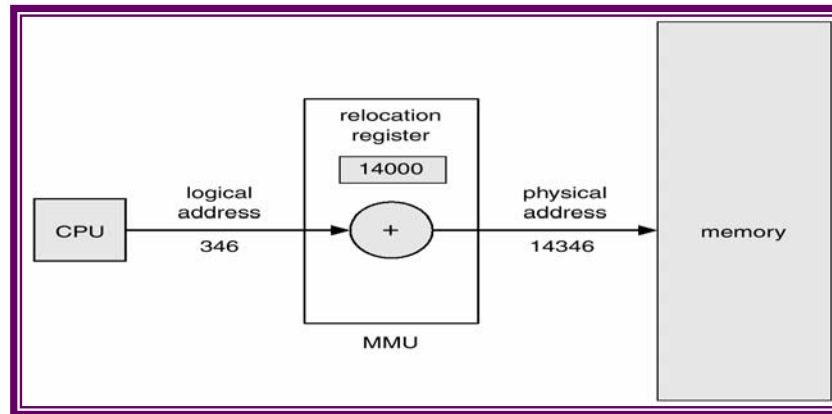 relocation
register
14000
logical
address
346
CPU
+
physical
address
14346
memory
MMU